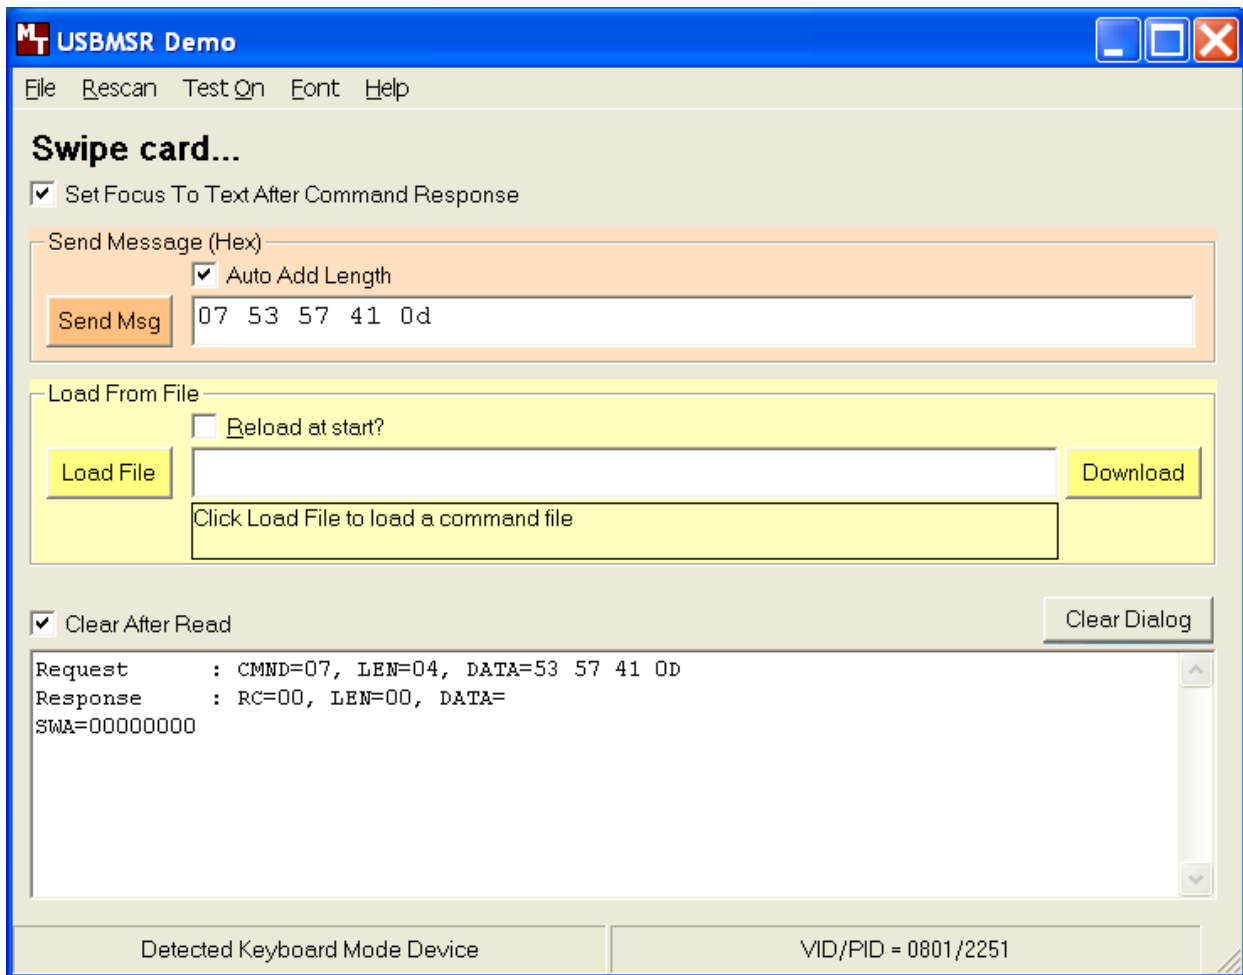 MT USBMSR Demo
File Rescan Test On Font Help
Swipe card...
Set Focus To Text After Command Response
Send Message (Hex)
Auto Add Length
Send Msg 07 53 57 41 0d
Load From File
Reload at start?
Load File Download
Click Load File to load a command file
Clear After Read Clear Dialog
Request : CMND=07, LEN=04, DATA=53 57 41 0D
Response : RC=00, LEN=00, DATA=
SWA=00000000
Detected Keyboard Mode Device VID/PID = 0801/2251